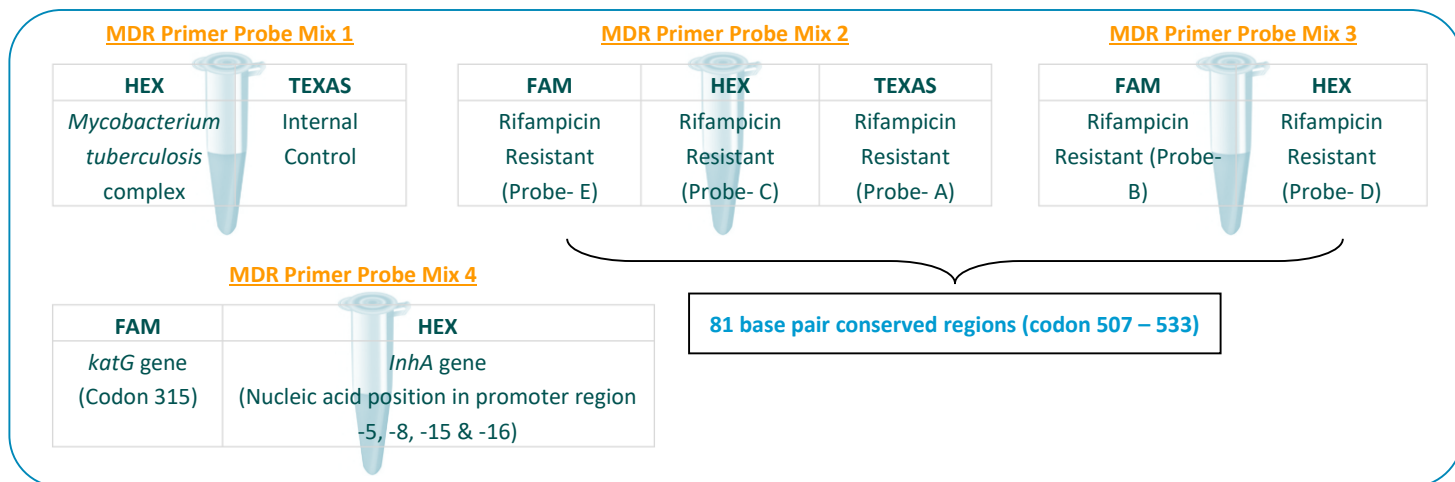 MDR Primer Probe Mix 1
HEX TEXAS
Mycobacterium Internal
tuberculosis Control
complex
MDR Primer Probe Mix 2
FAM HEX TEXAS
Rifampicin Rifampicin Rifampicin
Resistant Resistant Resistant
(Probe- E) (Probe- C) (Probe- A)
MDR Primer Probe Mix 3
FAM HEX
Rifampicin Rifampicin
Resistant (Probe- Resistant
B) (Probe- D)
MDR Primer Probe Mix 4
FAM HEX
katG gene InhA gene
(Codon 315) (Nucleic acid position in promoter region
-5, -8, -15 & -16)
81 base pair conserved regions (codon 507 – 533)